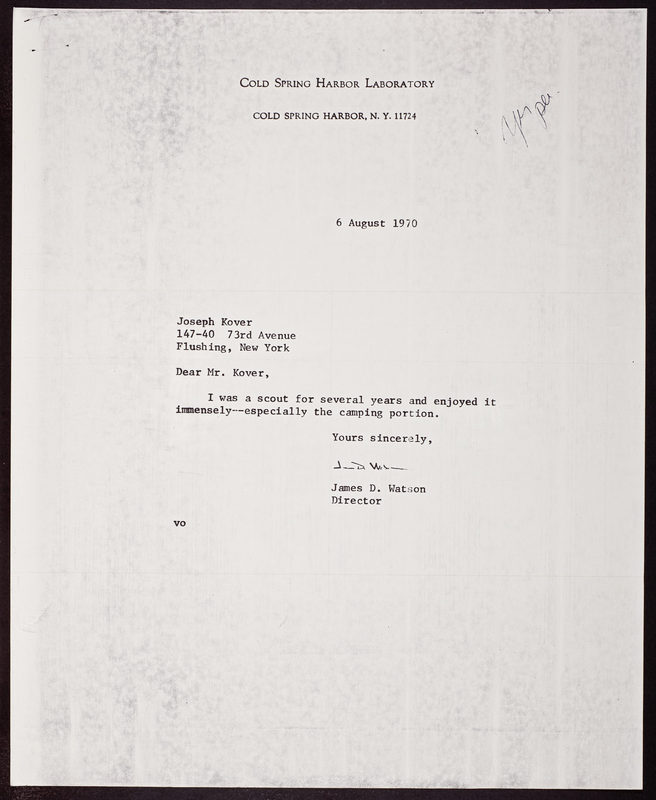 COLD SPRING HARBOR LABORATORY
COLD SPRING HARBOR, N. Y. 11724
6 August 1970
Joseph Kover
147-40 73rd Avenue
Flushing, New York
Dear Mr. Kover,
I was a scout for several years and enjoyed it
immensely--especially the camping portion.
Yours sincerely,
James D. Watson
Director
vo